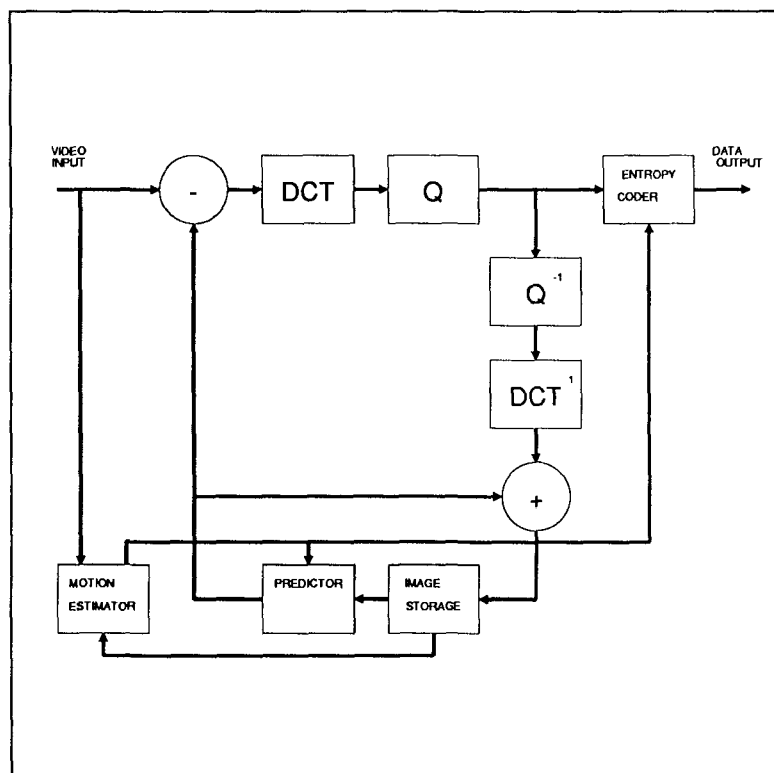 VIDEO
INPUT
-
DCT
Q
ENTROPY
CODER
DATA
OUTPUT
Q -1
DCT 1
+
MOTION
ESTIMATOR
PREDICTOR
IMAGE
STORAGE